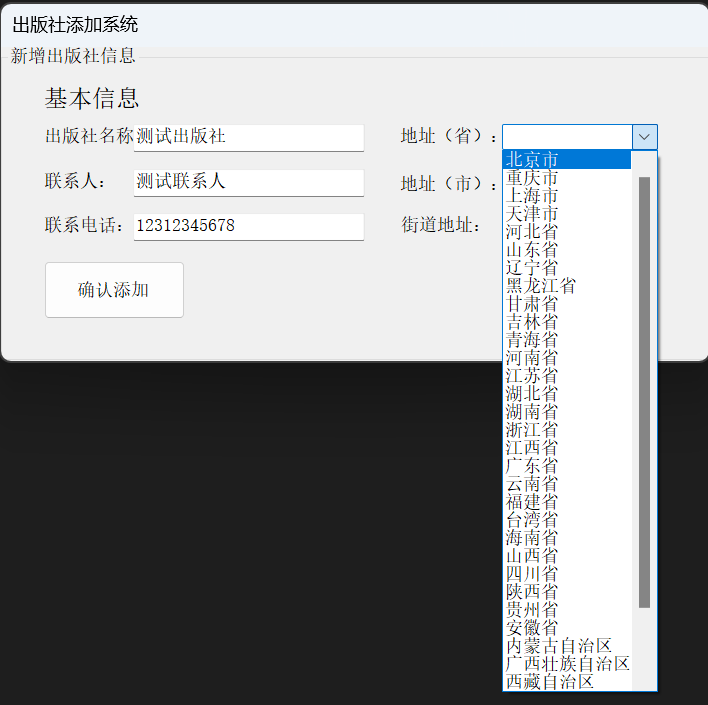 出版社添加系统
新增出版社信息
基本信息
出版社名称 测试出版社
联系人： 测试联系人
联系电话： 12312345678
确认添加
地址（省）：
地址（市）：
街道地址：
北京市
重庆市
上海市
天津市
河北省
山东省
辽宁省
黑龙江省
甘肃省
吉林省
青海省
河南省
江苏省
湖北省
湖南省
浙江省
江西省
广东省
云南省
福建省
台湾省
海南省
山西省
四川省
陕西省
贵州省
安徽省
内蒙古自治区
广西壮族自治区
西藏自治区